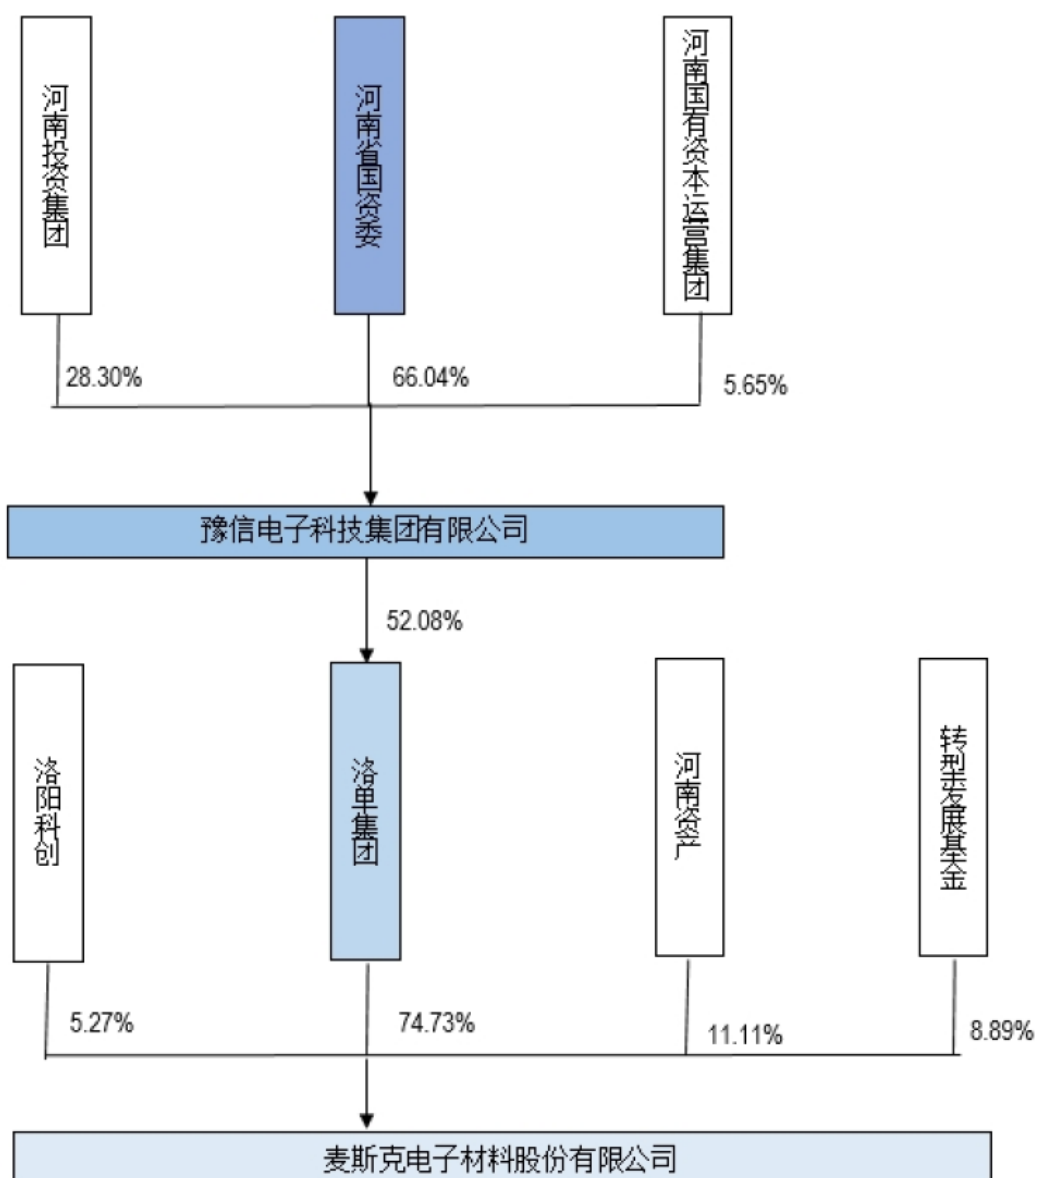 河南投资集团
河南省国资委
河南国有资本运营集团
28.30%
66.04%
5.65%
豫信电子科技集团有限公司
52.08%
洛阳科创
洛单集团
河南资产
转型发展基金
5.27%
74.73%
11.11%
8.89%
麦斯克电子材料股份有限公司